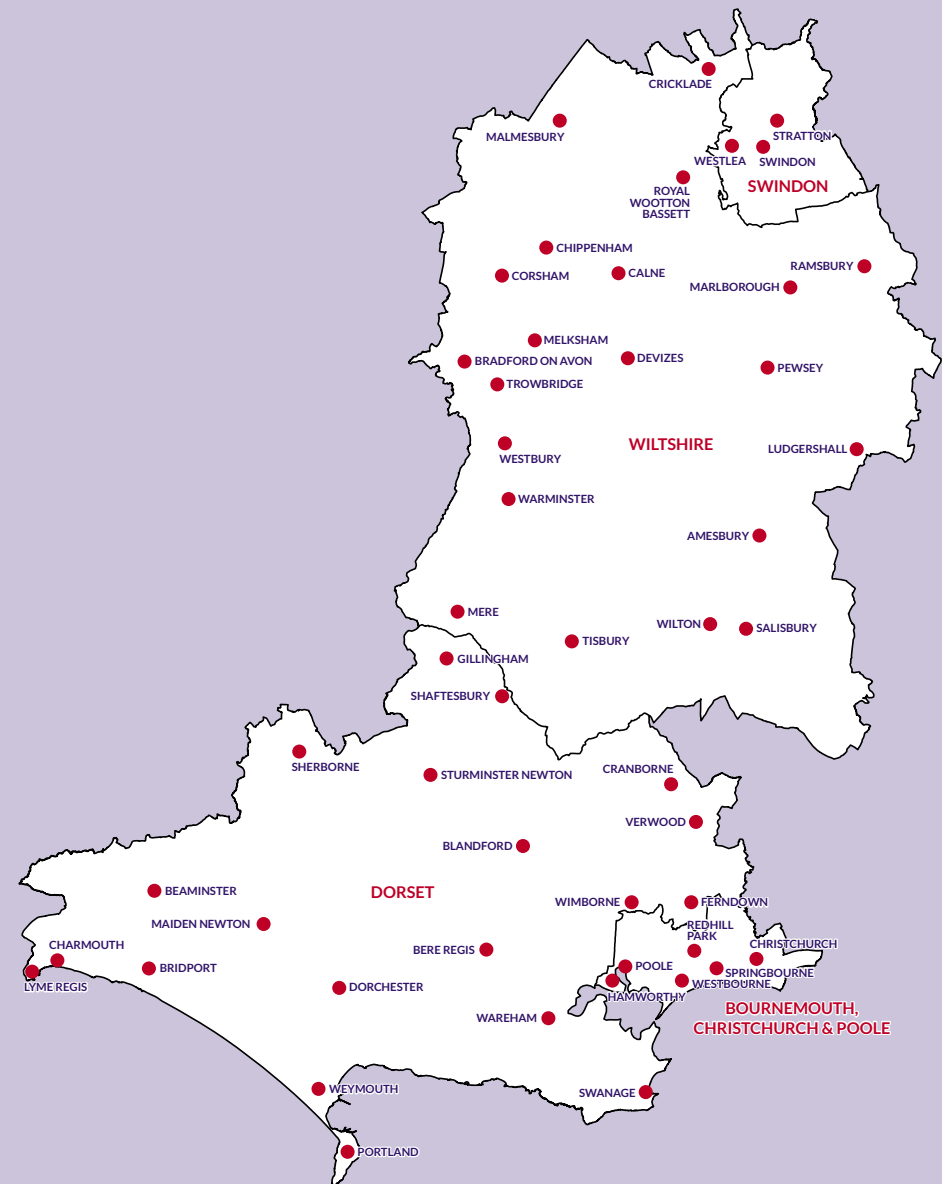 CRICKLADE
MALMESBURY
STRATTON
WESTLEA
SWINDON
SWINDON
ROYAL
WOOTTON
BASSETT
CHIPPENHAM
RAMSBURY
CORSHAM
CALNE
MARLBOROUGH
MELKSHAM
BRADFORD ON AVON
DEVIZES
PEWSEY
TROWBRIDGE
WILTSHIRE
LUDGERSHALL
WESTBURY
WARMINSTER
AMESBURY
MERE
WILTON
SALISBURY
TISBURY
GILLINGHAM
SHAFTESBURY
SHERBORNE
STURMINSTER NEWTON
CRANBORNE
VERWOOD
BLANDFORD
BEAMINSTER
DORSET
WIMBORNE
FERNDOWN
MAIDEN NEWTON
REDHILL
PARK
CHARMOUTH
BERE REGIS
CHRISTCHURCH
BRIDPORT
POOLE
SPRINGBOURNE
WESTBOURNE
LYME REGIS
DORCHESTER
HAMWORTHY
WAREHAM
BOURNEMOUTH,
CHRISTCHURCH & POOLE
WEYMOUTH
SWANAGE
PORTLAND